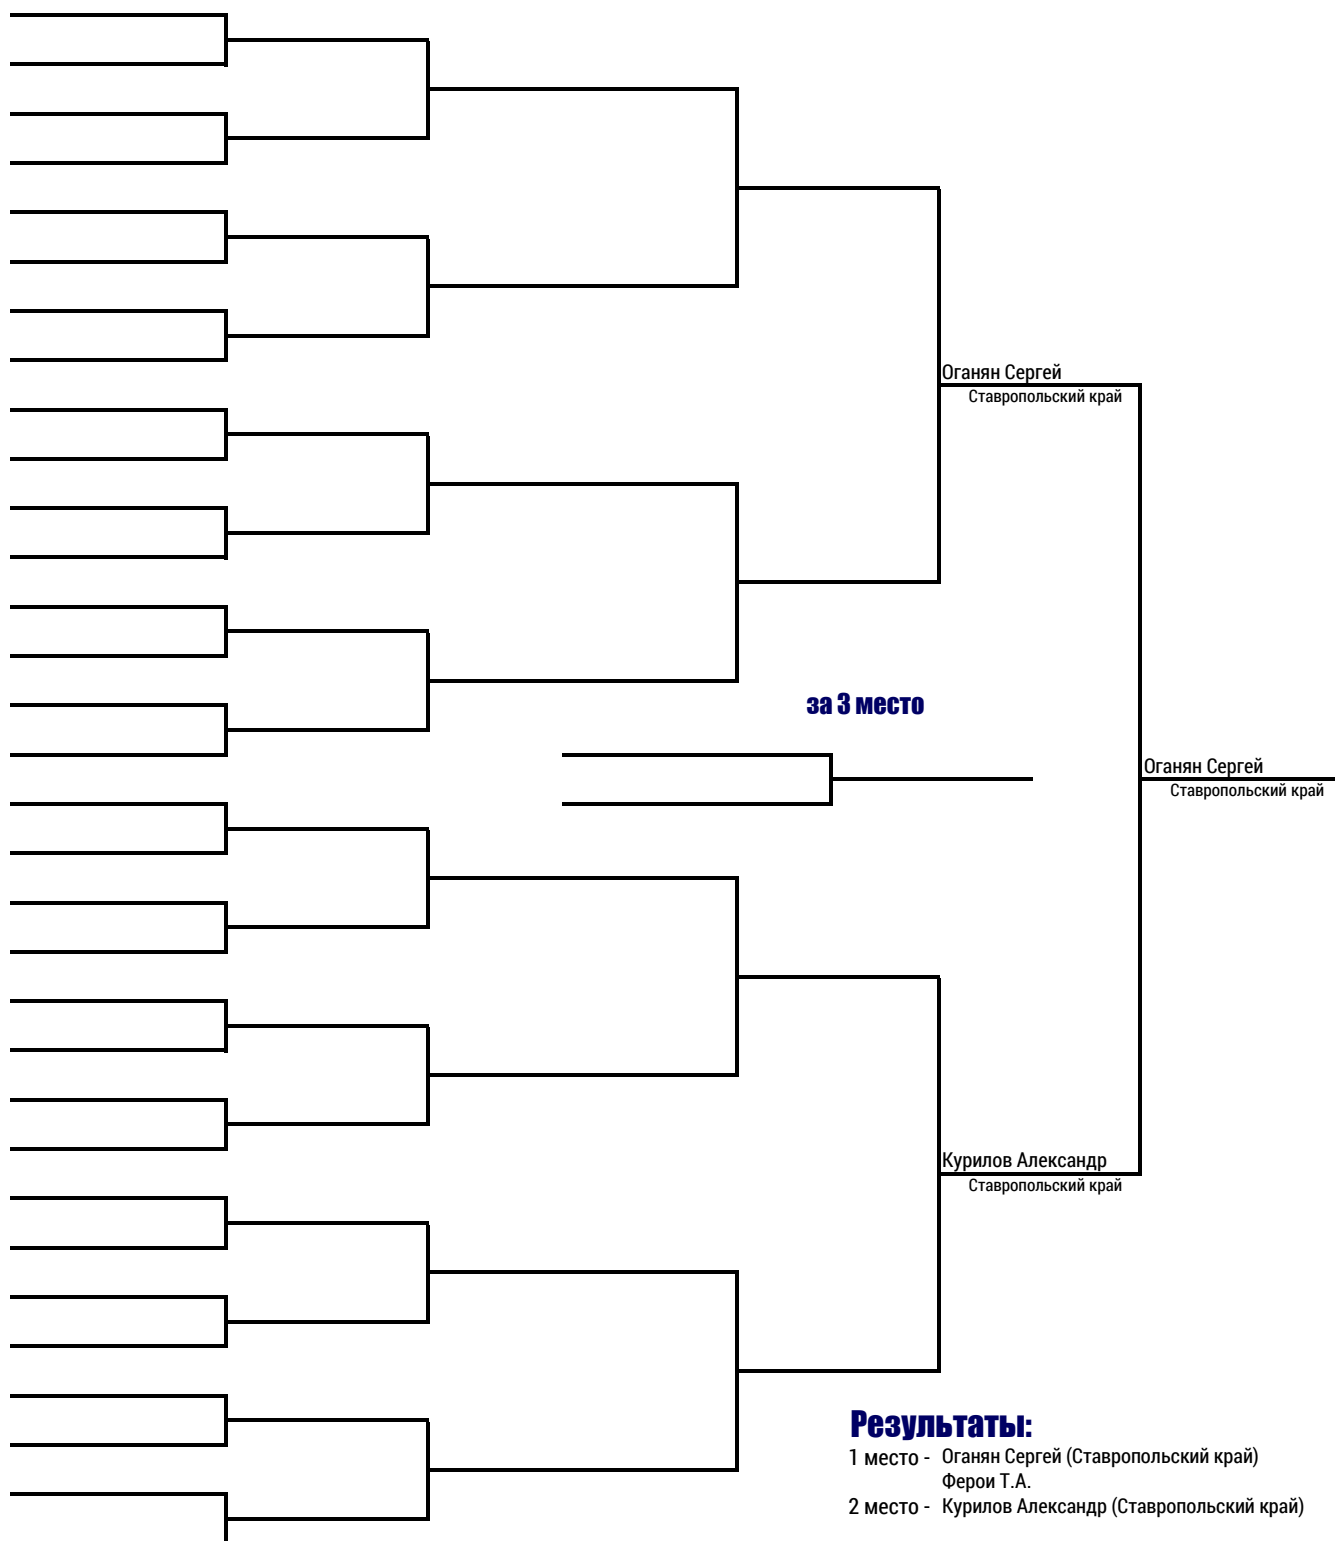 Оганян Сергей
Ставропольский край
за 3 место
Оганян Сергей
Ставропольский край
Курилов Александр
Ставропольский край
Результаты:
1 место - Оганян Сергей (Ставропольский край)
Ферои Т.А.
2 место - Курилов Александр (Ставропольский край)